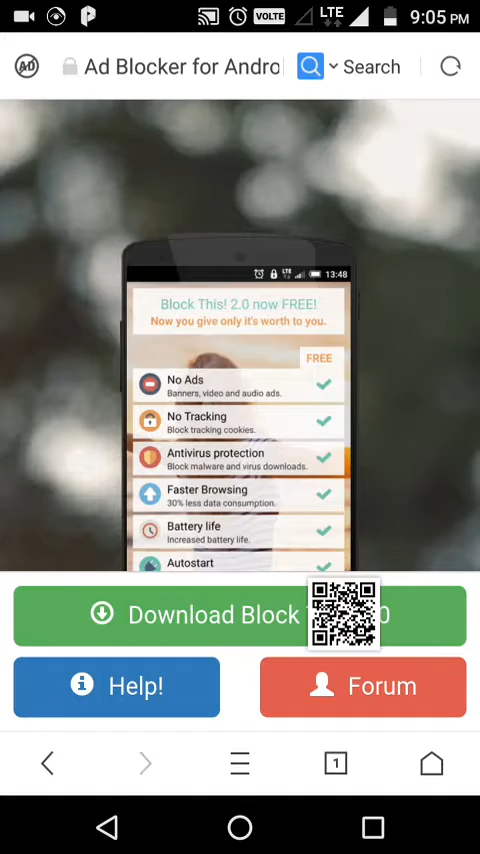 VOLTE
LTE
9:05 PM
AD
Ad Blocker for Andro
Search
LTE
13:48
Block This! 2.0 now FREE!
Now you give only it's worth to you.
FREE
No Ads
Banners, video and audio ads.
No Tracking
Block tracking cookies.
Antivirus protection
Block malware and virus downloads.
Faster Browsing
30% less data consumption.
Battery life
Increased battery life.
Autostart
Download Block
0
Help!
Forum
1